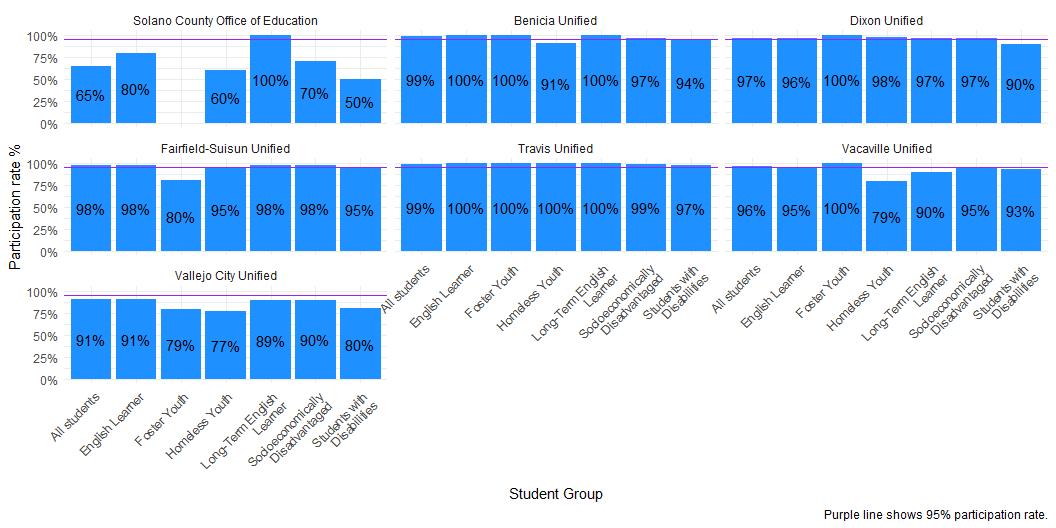 Solano County Office of Education
Benicia Unified
Dixon Unified
100%
75%
50%
25%
0%
65%
80%
60%
100%
70%
50%
99%
100%
100%
91%
100%
97%
94%
97%
96%
100%
98%
97%
97%
90%
Fairfield-Suisun Unified
Travis Unified
Vacaville Unified
100%
75%
50%
25%
0%
98%
98%
80%
95%
98%
98%
95%
99%
100%
100%
100%
100%
99%
97%
96%
95%
100%
79%
90%
95%
93%
All students
English Learner
Foster Youth
Homeless Youth
Long-Term English
Learner
Socioeconomically
Disadvantaged
Students with
Disabilities
All students
English Learner
Foster Youth
Homeless Youth
Long-Term English
Learner
Socioeconomically
Disadvantaged
Students with
Disabilities
Vallejo City Unified
100%
75%
50%
25%
0%
91%
91%
79%
77%
89%
90%
80%
All students
English Learner
Foster Youth
Homeless Youth
Long-Term English
Learner
Socioeconomically
Disadvantaged
Students with
Disabilities
Participation rate %
Student Group
Purple line shows 95% participation rate.